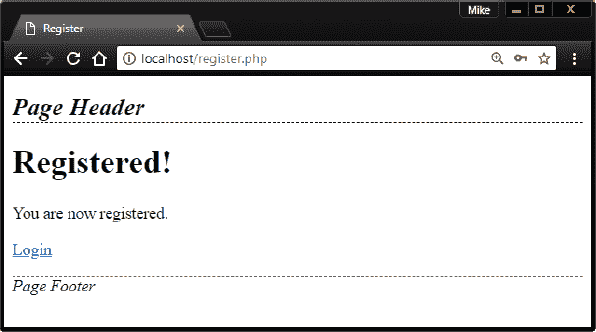 Mike
Register
localhost/register.php
Page Header
Registered!
You are now registered.
Login
Page Footer